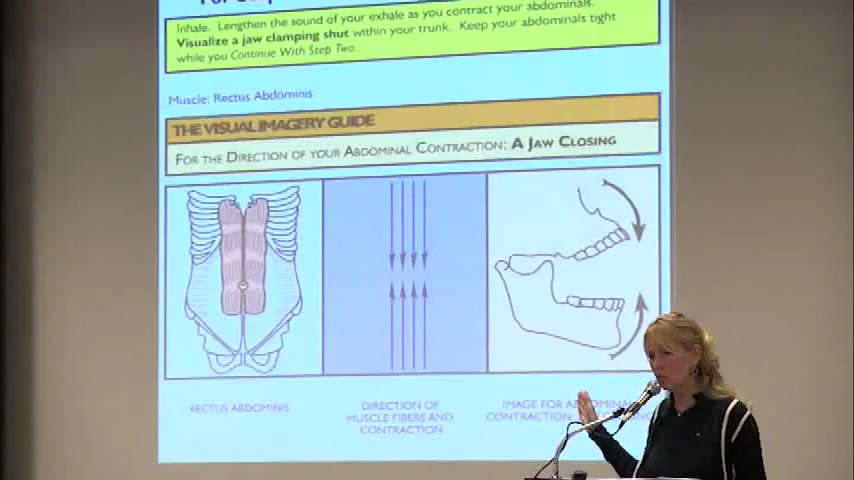 Inhale. Lengthen the sound of your exhale as you contract your abdominals.
Visualize a jaw clamping shut within your trunk. Keep your abdominals tight
while you Continue With Step Two.
Muscle: Rectus Abdominis
THE VISUAL IMAGERY GUIDE
FOR THE DIRECTION OF YOUR ABDOMINAL CONTRACTION: A JAW CLOSING
RECTUS ABDOMINIS
DIRECTION OF
MUSCLE FIBERS AND
CONTRACTION
IMAGE FOR ABDOMINAL
CONTRACTION